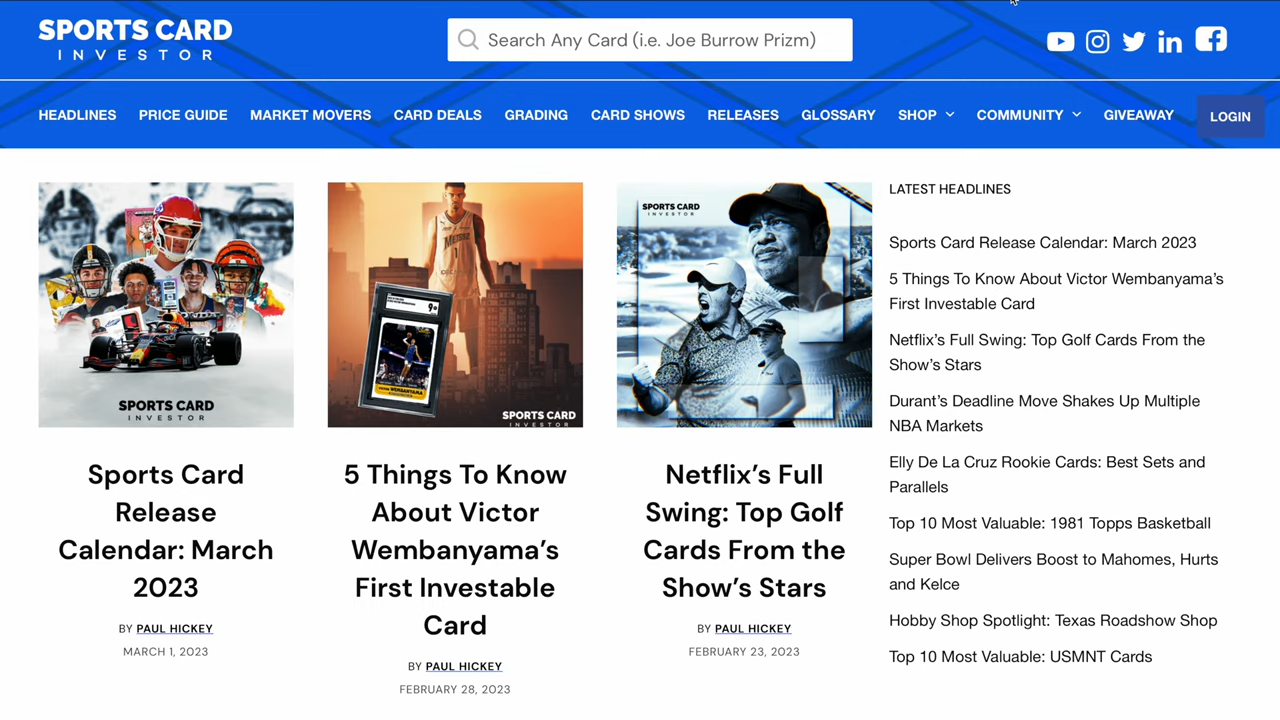 SPORTS CARD
INVESTOR
Search Any Card (i.e. Joe Burrow Prizm)
HEADLINES PRICE GUIDE MARKET MOVERS CARD DEALS GRADING CARD SHOWS RELEASES GLOSSARY SHOP COMMUNITY GIVEAWAY LOGIN
SPORTS CARD
INVESTOR
Sports Card
Release
Calendar: March
2023
BY PAUL HICKEY
MARCH 1, 2023
METROPOLITANS
SPORTS CARD
INVESTOR
5 Things To Know
About Victor
Wembanyama’s
First Investable
Card
BY PAUL HICKEY
FEBRUARY 28, 2023
SPORTS CARD
INVESTOR
Netflix’s Full
Swing: Top Golf
Cards From the
Show’s Stars
BY PAUL HICKEY
FEBRUARY 23, 2023
LATEST HEADLINES
Sports Card Release Calendar: March 2023
5 Things To Know About Victor Wembanyama’s
First Investable Card
Netflix’s Full Swing: Top Golf Cards From the
Show’s Stars
Durant’s Deadline Move Shakes Up Multiple
NBA Markets
Elly De La Cruz Rookie Cards: Best Sets and
Parallels
Top 10 Most Valuable: 1981 Topps Basketball
Super Bowl Delivers Boost to Mahomes, Hurts
and Kelce
Hobby Shop Spotlight: Texas Roadshow Shop
Top 10 Most Valuable: USMNT Cards